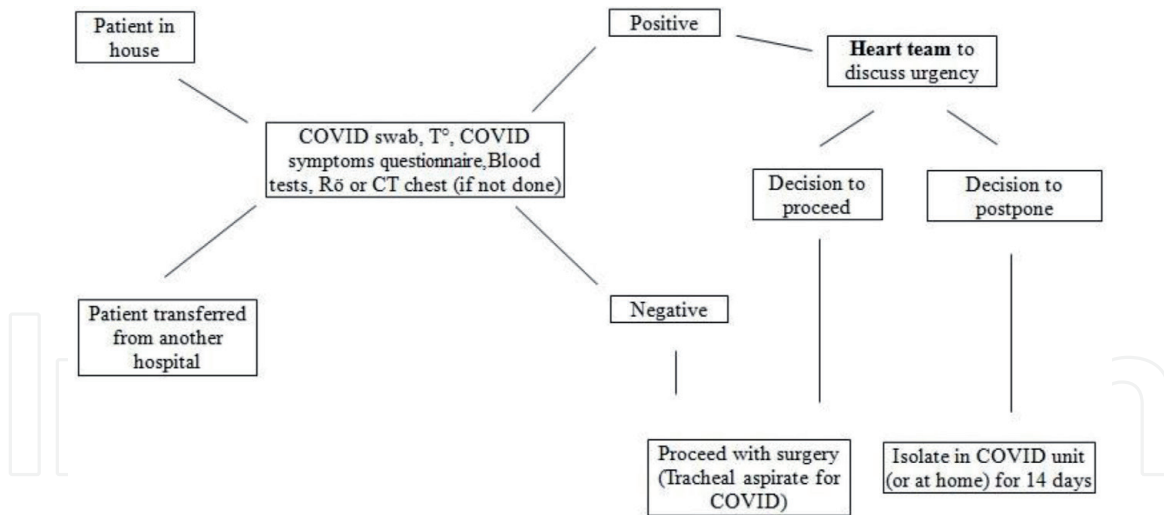 Patient in
house
Positive
Heart team to
discuss urgency
COVID swab, T°, COVID
symptoms questionnaire,Blood
tests, Rö or CT chest (if not done)
Decision to
proceed
Decision to
postpone
Patient transferred
from another
hospital
Negative
Proceed with surgery
(Tracheal aspirate for
COVID)
Isolate in COVID unit
(or at home) for 14 days